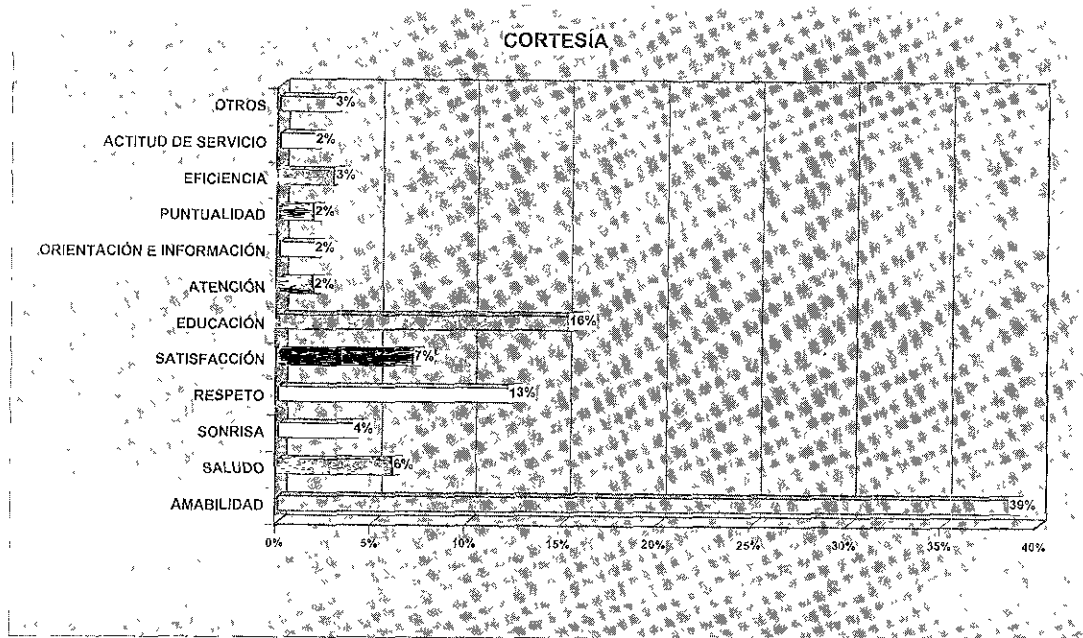 CORTESÍA
OTROS 3%
ACTITUD DE SERVICIO 2%
EFICIENCIA 3%
PUNTUALIDAD 2%
ORIENTACIÓN E INFORMACIÓN 2%
ATENCIÓN 2%
EDUCACIÓN 16%
SATISFACCIÓN 7%
RESPETO 13%
SONRISA 4%
SALUDO 6%
AMABILIDAD 39%
0% 5% 10% 15% 20% 25% 30% 35% 40%